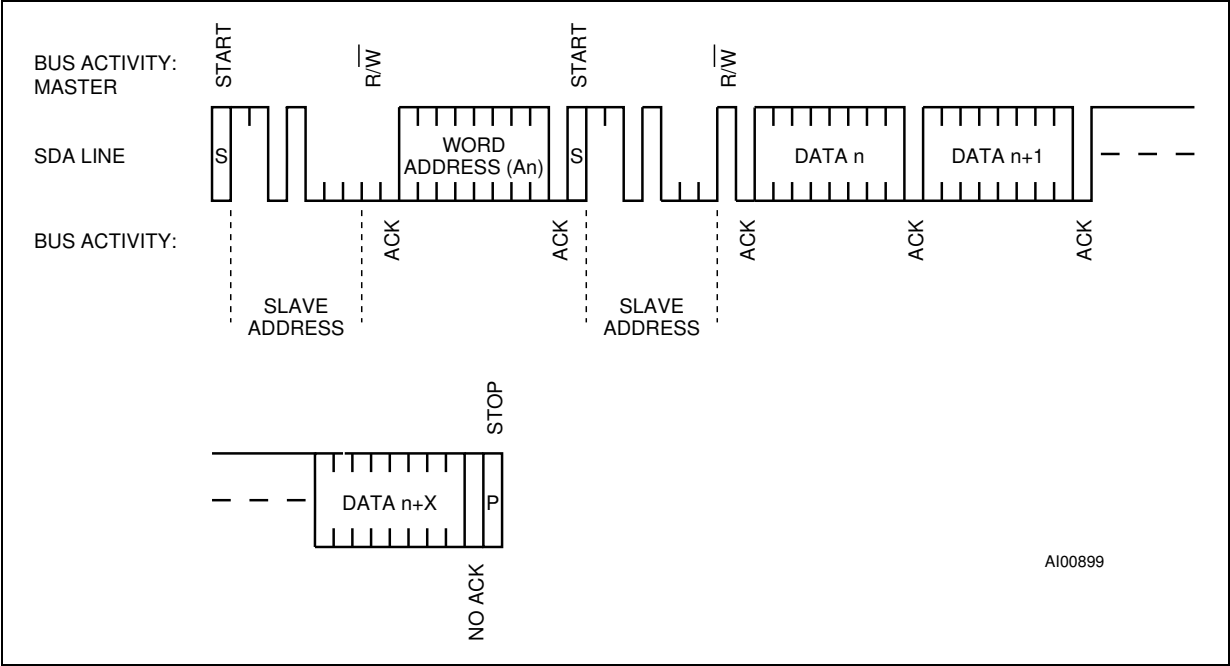 BUS ACTIVITY:
MASTER
START
R/W
START
R/W
SDA LINE
S
WORD
ADDRESS (An)
S
DATA n
DATA n+1
BUS ACTIVITY:
ACK
ACK
ACK
ACK
ACK
SLAVE
ADDRESS
SLAVE
ADDRESS
STOP
DATA n+X
P
NO ACK
AI00899